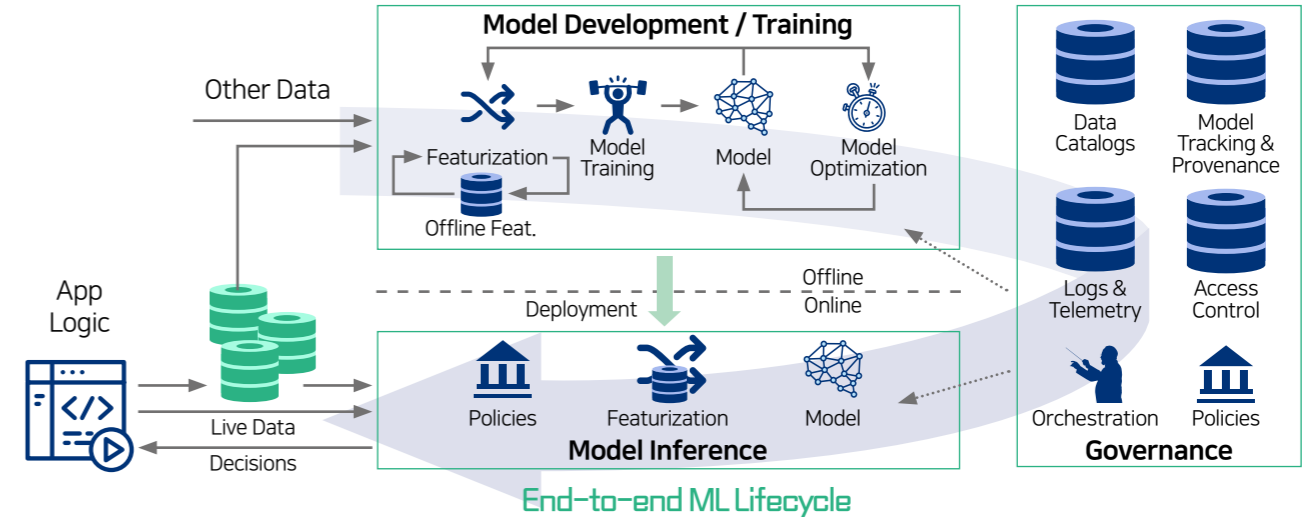 Model Development / Training
Other Data
Featurization
Model
Training
Model
Model
Optimization
Offline Feat.
Data
Catalogs
Model
Tracking &
Provenance
Logs &
Telemetry
Access
Control
Orchestration
Policies
Governance
App
Logic
</>
Live Data
Decisions
Deployment
Offline
Online
Policies
Featurization
Model
Model Inference
End-to-end ML Lifecycle